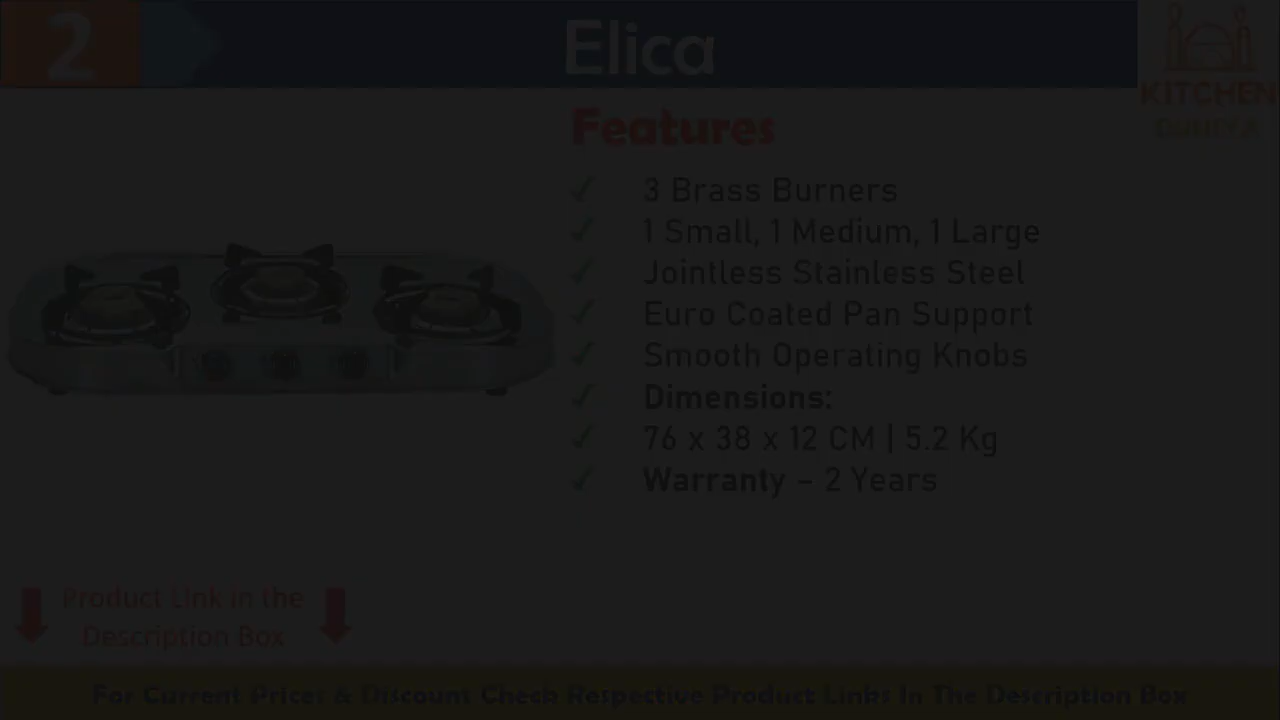 2
Elica
KITCHEN
DUNIYA
Features
✓ 3 Brass Burners
✓ 1 Small, 1 Medium, 1 Large
✓ Jointless Stainless Steel
✓ Euro Coated Pan Support
✓ Smooth Operating Knobs
✓ Dimensions:
✓ 76 x 38 x 12 CM | 5.2 Kg
✓ Warranty – 2 Years
Product Link in the
Description Box
For Current Prices & Discount Check Respective Product Links In The Description Box